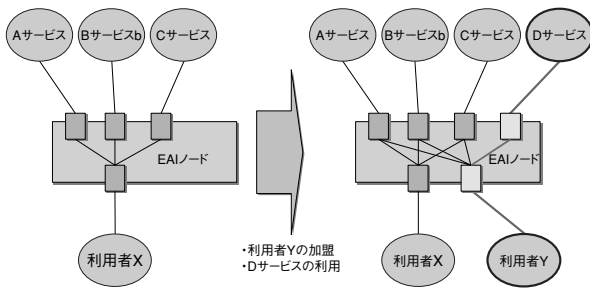 Aサービス
Bサービスb
Cサービス
EAIノード
利用者X
・利用者Yの加盟
・Dサービスの利用
Aサービス
Bサービスb
Cサービス
Dサービス
EAIノード
利用者X
利用者Y